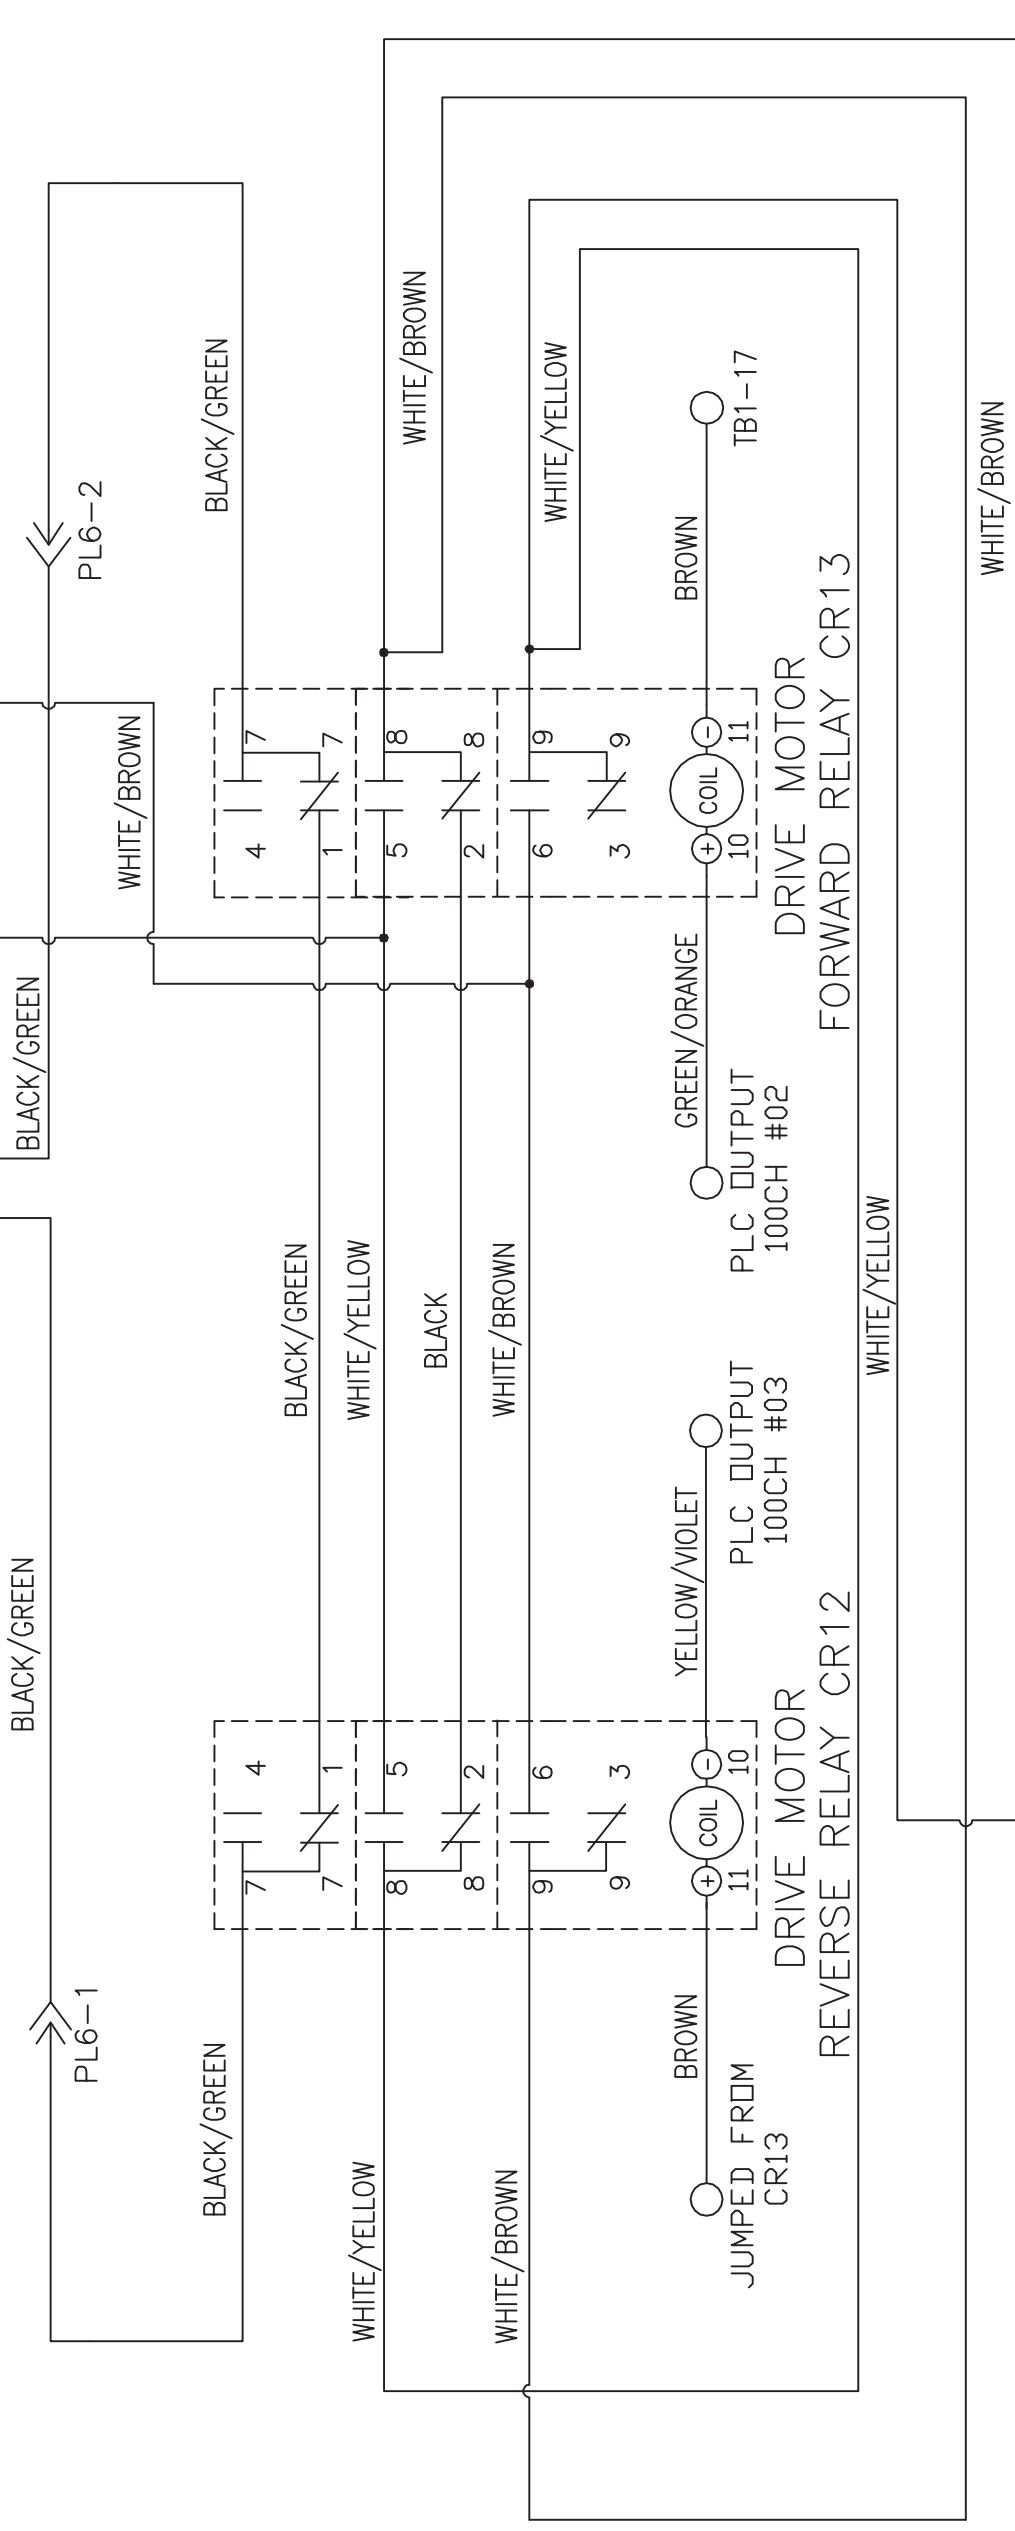 BLACK/GREEN
PL6-1
BLACK/GREEN
BLACK/GREEN
PL6-2
WHITE/BROWN
BLACK/GREEN
BLACK/GREEN
7
4
4
7
7
1
BLACK/GREEN
1
7
WHITE/YELLOW
8
5
WHITE/YELLOW
5
8
WHITE/BROWN
8
2
BLACK
2
8
WHITE/BROWN
9
6
WHITE/BROWN
6
9
WHITE/YELLOW
9
3
3
9
BROWN
+
COIL
-
YELLOW/VIOLET
GREEN/ORANGE
+
COIL
-
BROWN
JUMPED FROM
CR13
11
10
PLC OUTPUT
100CH #03
PLC OUTPUT
100CH #02
10
11
TB1-17
DRIVE MOTOR
REVERSE RELAY CR12
DRIVE MOTOR
FORWARD RELAY CR13
WHITE/YELLOW
WHITE/BROWN